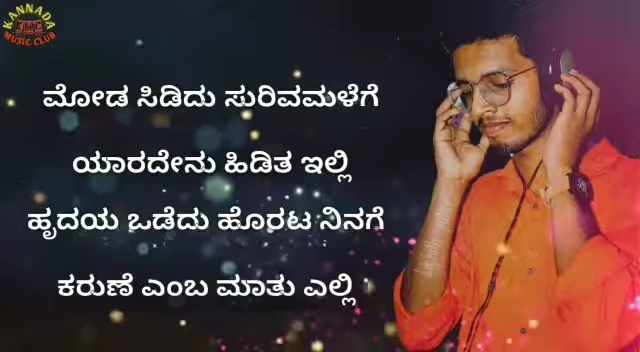 KANNADA
MUSIC CLUB
ಮೋಡ ಸಿಡಿದು ಸುರಿವಮಳೆಗೆ
ಯಾರದೇನು ಹಿಡಿತ ಇಲ್ಲಿ
ಹೃದಯ ಒಡೆದು ಹೊರಟ ನಿನಗೆ
ಕರುಣೆ ಎಂಬ ಮಾತು ಎಲ್ಲಿ